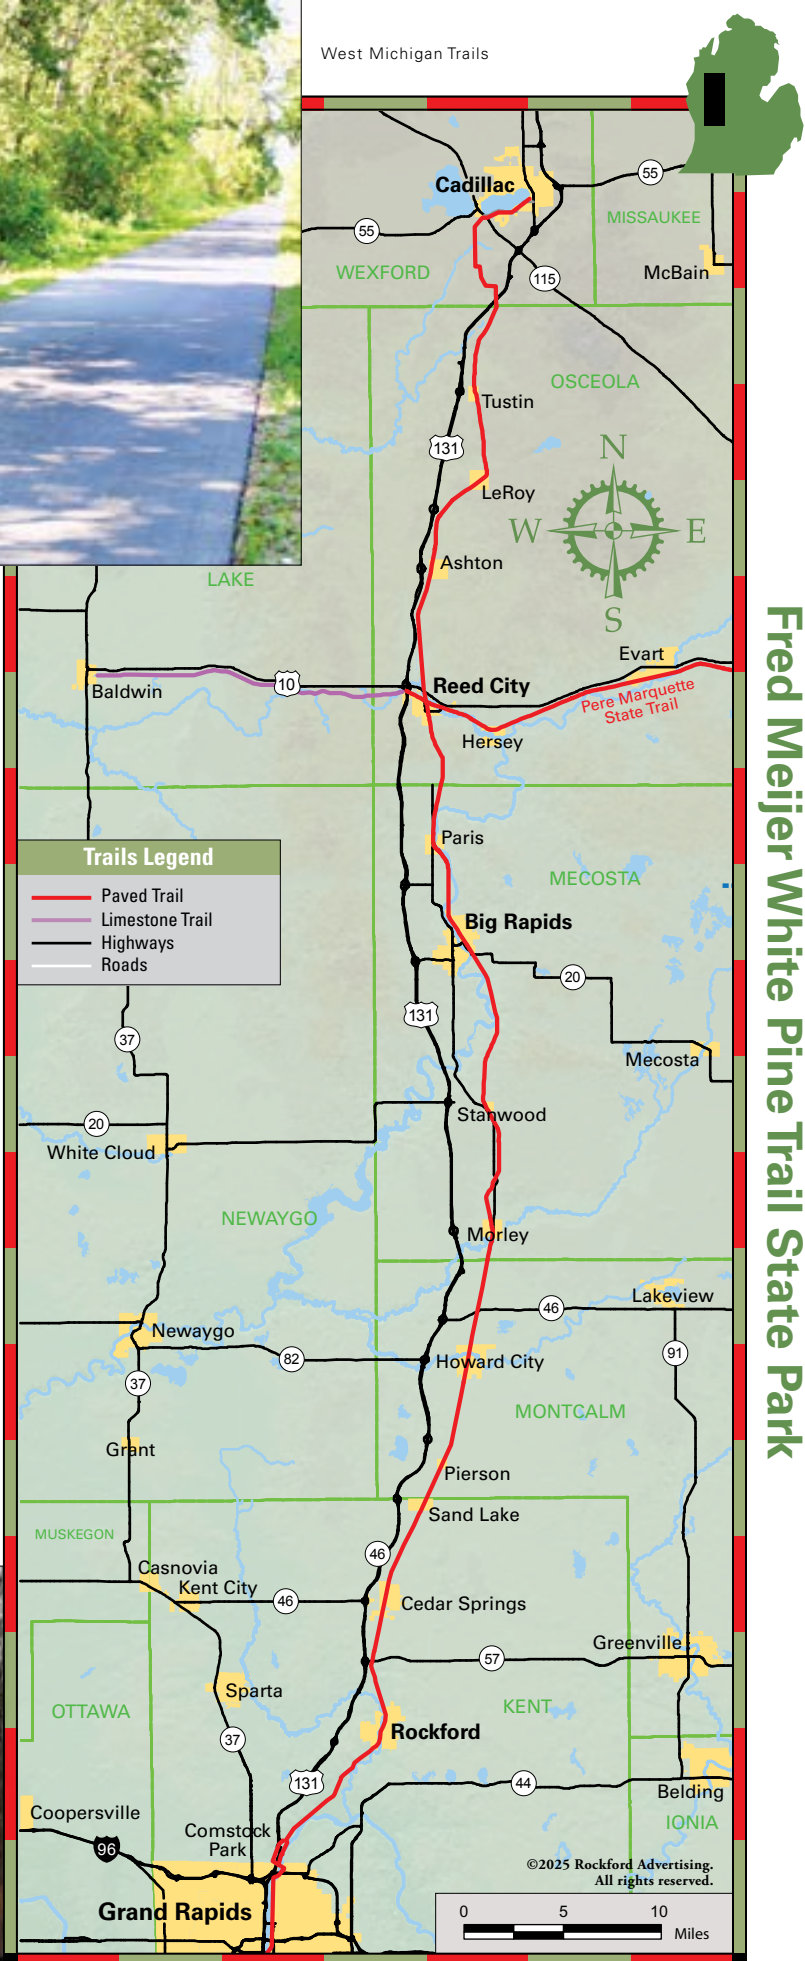 West Michigan Trails
Cadillac
55
55
MISSAUKEE
McBain
WEXFORD
115
OSCEOLA
Tustin
131
N
W
E
S
LeRoy
Ashton
LAKE
Evart
Baldwin
10
Reed City
Pere Marquette
State Trail
Hersey
Fred Meijer White Pine Trail State Park
Paris
Trails Legend
Paved Trail
Limestone Trail
Highways
Roads
MECOSTA
Big Rapids
20
131
37
Mecosta
20
White Cloud
Stanwood
NEWAYGO
Morley
46
Lakeview
Newaygo
82
Howard City
91
37
MONTCALM
Grant
Pierson
Sand Lake
MUSKEGON
46
Casnovia
Kent City
46
Cedar Springs
57
Greenville
Sparta
OTTAWA
KENT
37
Rockford
131
44
Belding
Coopersville
Comstock
Park
IONIA
96
©2025 Rockford Advertising.
All rights reserved.
Grand Rapids
0 5 10
Miles